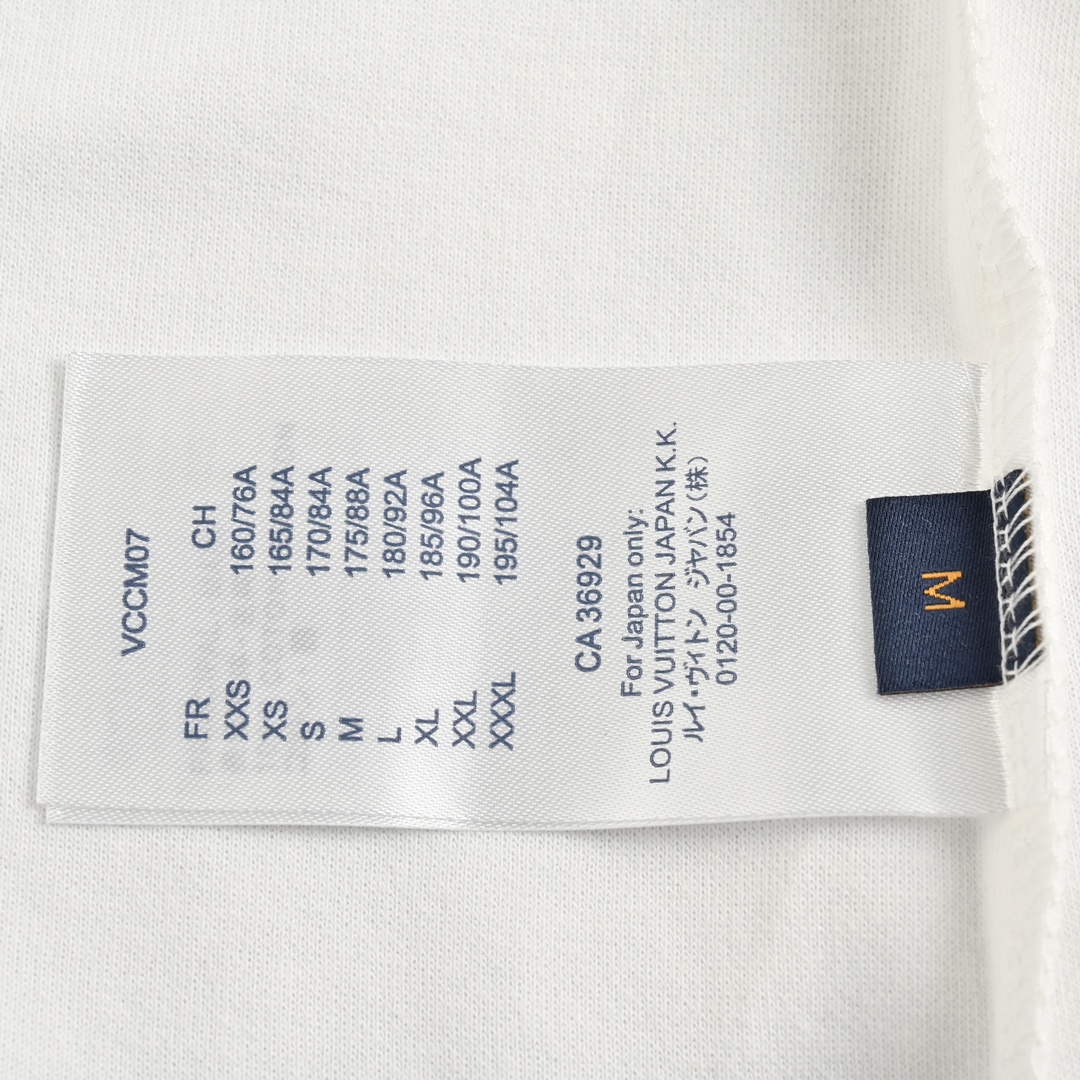 VCCM07
FR CH
XXS 160/76A
XS 165/84A
S 170/84A
M 175/88A
L 180/92A
XL 185/96A
XXL 190/100A
XXXL 195/104A
CA 36929
For Japan only:
LOUIS VUITTON JAPAN K.K.
ルイ・ヴィトン ジャパン(株)
0120-00-1854
M